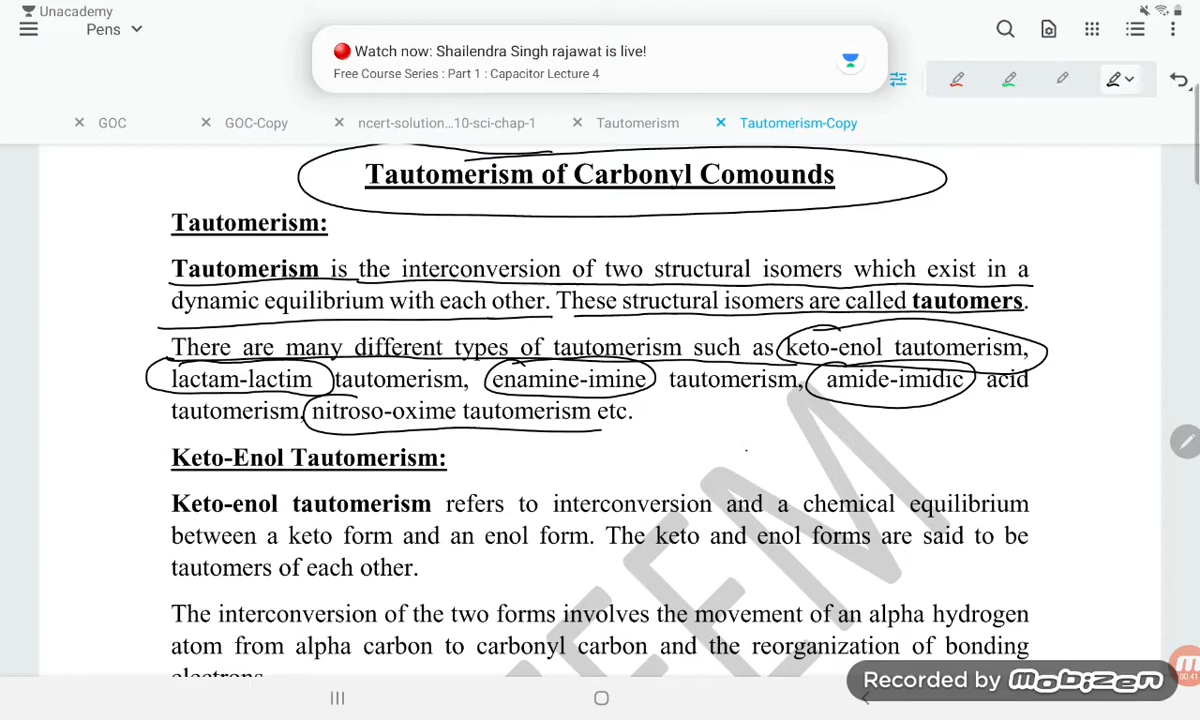 Unacademy
Pens
Watch now: Shailendra Singh rajawat is live!
Free Course Series : Part 1 : Capacitor Lecture 4
GOC
GOC-Copy
ncert-solution...10-sci-chap-1
Tautomerism
Tautomerism-Copy
Tautomerism of Carbonyl Comounds
Tautomerism:
Tautomerism is the interconversion of two structural isomers which exist in a
dynamic equilibrium with each other. These structural isomers are called tautomers.
There are many different types of tautomerism such as keto-enol tautomerism,
lactam-lactim tautomerism, enamine-imine tautomerism, amide-imidic acid
tautomerism, nitroso-oxime tautomerism etc.
Keto-Enol Tautomerism:
Keto-enol tautomerism refers to interconversion and a chemical equilibrium
between a keto form and an enol form. The keto and enol forms are said to be
tautomers of each other.
The interconversion of the two forms involves the movement of an alpha hydrogen
atom from alpha carbon to carbonyl carbon and the reorganization of bonding
electrons
Recorded by Mobizen
00:41